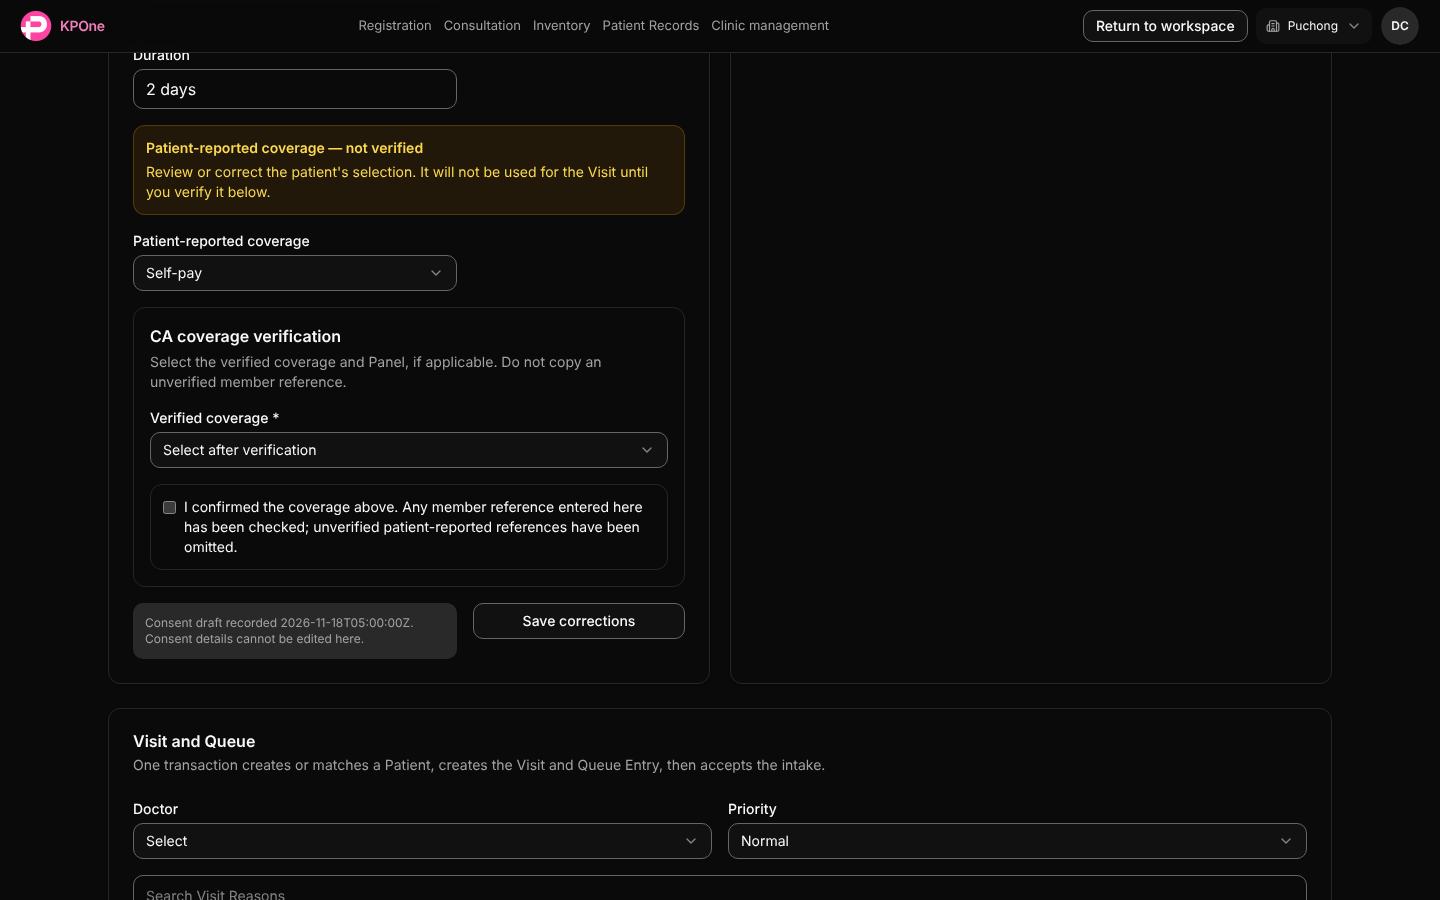 KPOne
Registration
Consultation
Inventory
Patient Records
Clinic management
Return to workspace
Puchong
DC
Duration
2 days
Patient-reported coverage — not verified
Review or correct the patient's selection. It will not be used for the Visit until
you verify it below.
Patient-reported coverage
Self-pay
CA coverage verification
Select the verified coverage and Panel, if applicable. Do not copy an
unverified member reference.
Verified coverage *
Select after verification
I confirmed the coverage above. Any member reference entered here
has been checked; unverified patient-reported references have been
omitted.
Consent draft recorded 2026-11-18T05:00:00Z.
Consent details cannot be edited here.
Save corrections
Visit and Queue
One transaction creates or matches a Patient, creates the Visit and Queue Entry, then accepts the intake.
Doctor
Select
Priority
Normal
Search Visit Reasons